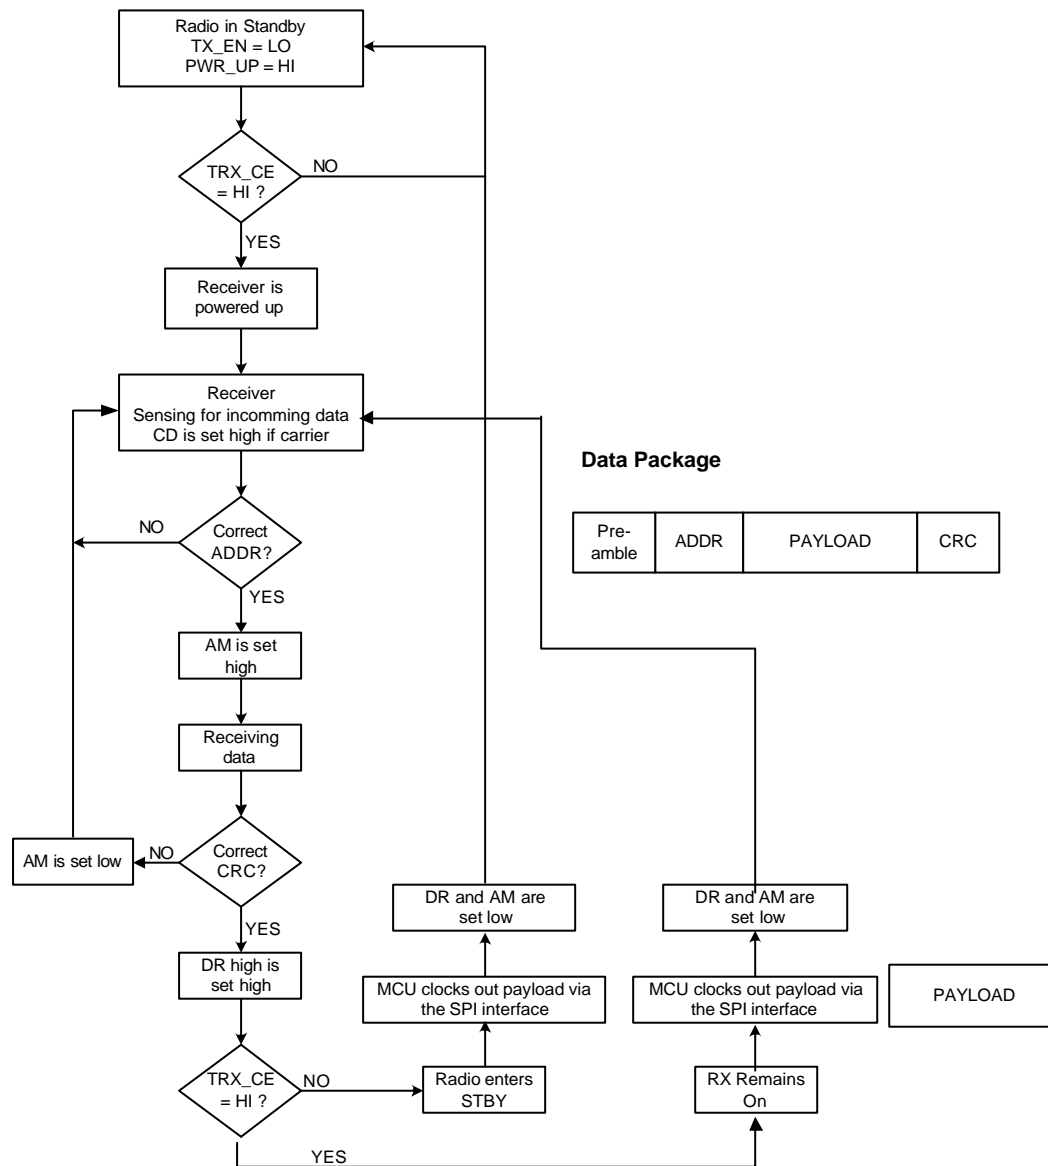 Radio in Standby
TX_EN = LO
PWR_UP = HI
TRX_CE
= HI ?
NO
YES
Receiver is
powered up
Receiver
Sensing for incomming data
CD is set high if carrier
Data Package
Pre-
amble
ADDR
PAYLOAD
CRC
NO
Correct
ADDR?
YES
AM is set
high
Receiving
data
AM is set low
NO
Correct
CRC?
YES
DR high is
set high
TRX_CE
= HI ?
NO
YES
DR and AM are
set low
MCU clocks out payload via
the SPI interface
Radio enters
STBY
DR and AM are
set low
MCU clocks out payload via
the SPI interface
RX Remains
On
PAYLOAD